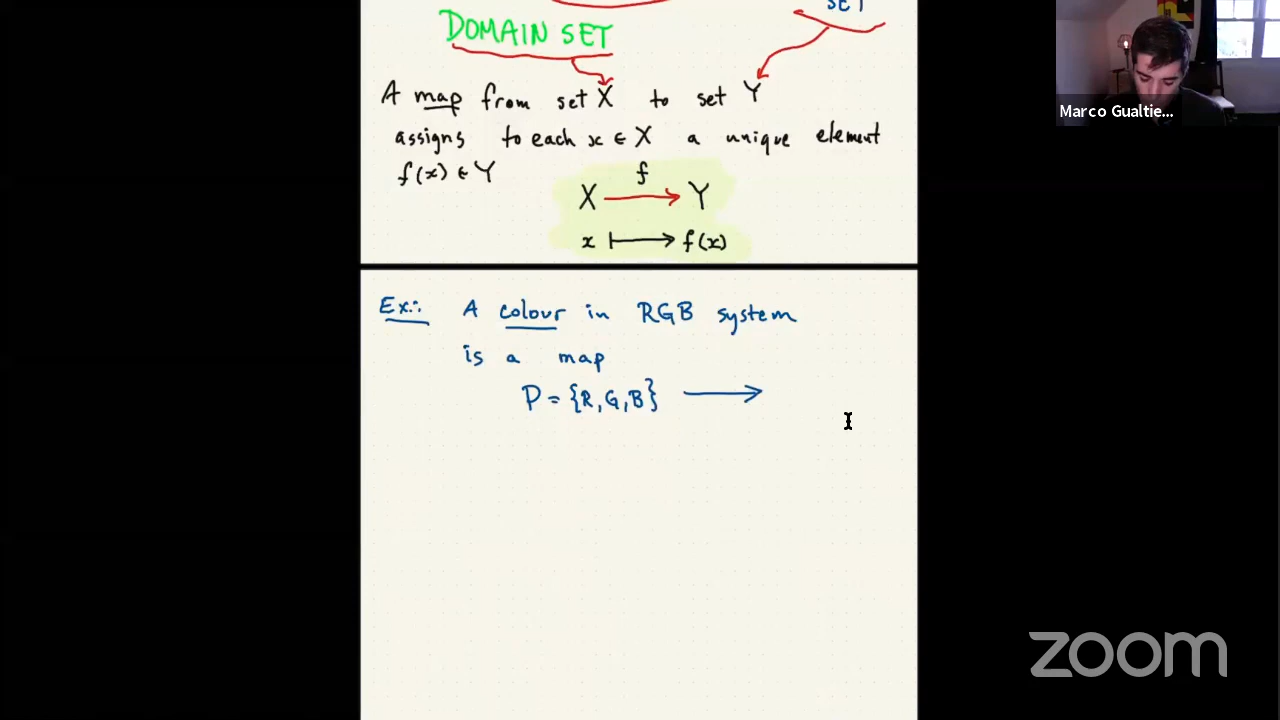 SET
DOMAIN SET
A map from set X to set Y
assigns to each x ∈ X a unique element
f(x) ∈ Y
f
X → Y
x ↦ f(x)
Ex.: A colour in RGB system
is a map
P = {R, G, B} →
Marco Gualtie...
zoom